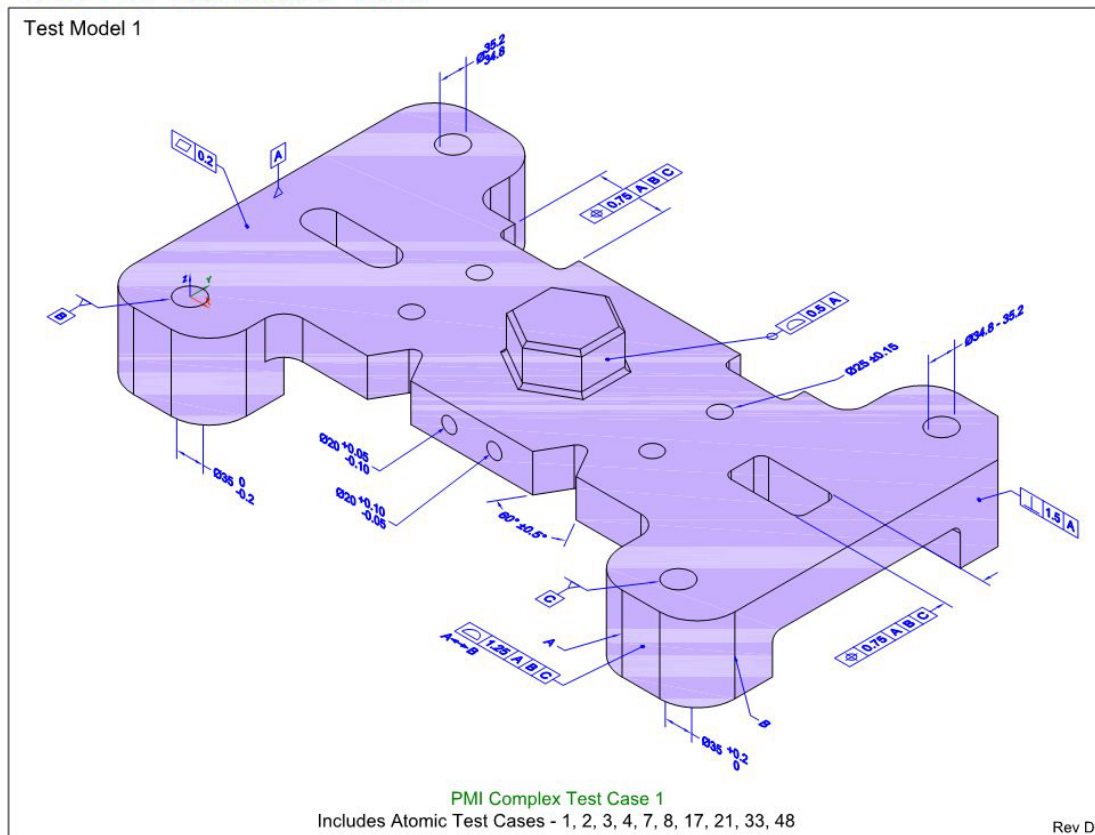 Test Model 1
Ø35.2
34.8
0.2
A
⌖ 0.75 A B C
B
0.5 A
Ø34.8 - 35.2
Ø25 ±0.15
Z
Y
Ø20 +0.05
-0.10
Ø20 +0.10
-0.05
Ø35 0
-0.2
60° ±0.5°
⟂ 1.5 A
C
A
1.25 A B C
A↔B
⌖ 0.75 A B C
B
Ø35 +0.2
0
PMI Complex Test Case 1
Includes Atomic Test Cases - 1, 2, 3, 4, 7, 8, 17, 21, 33, 48
Rev D